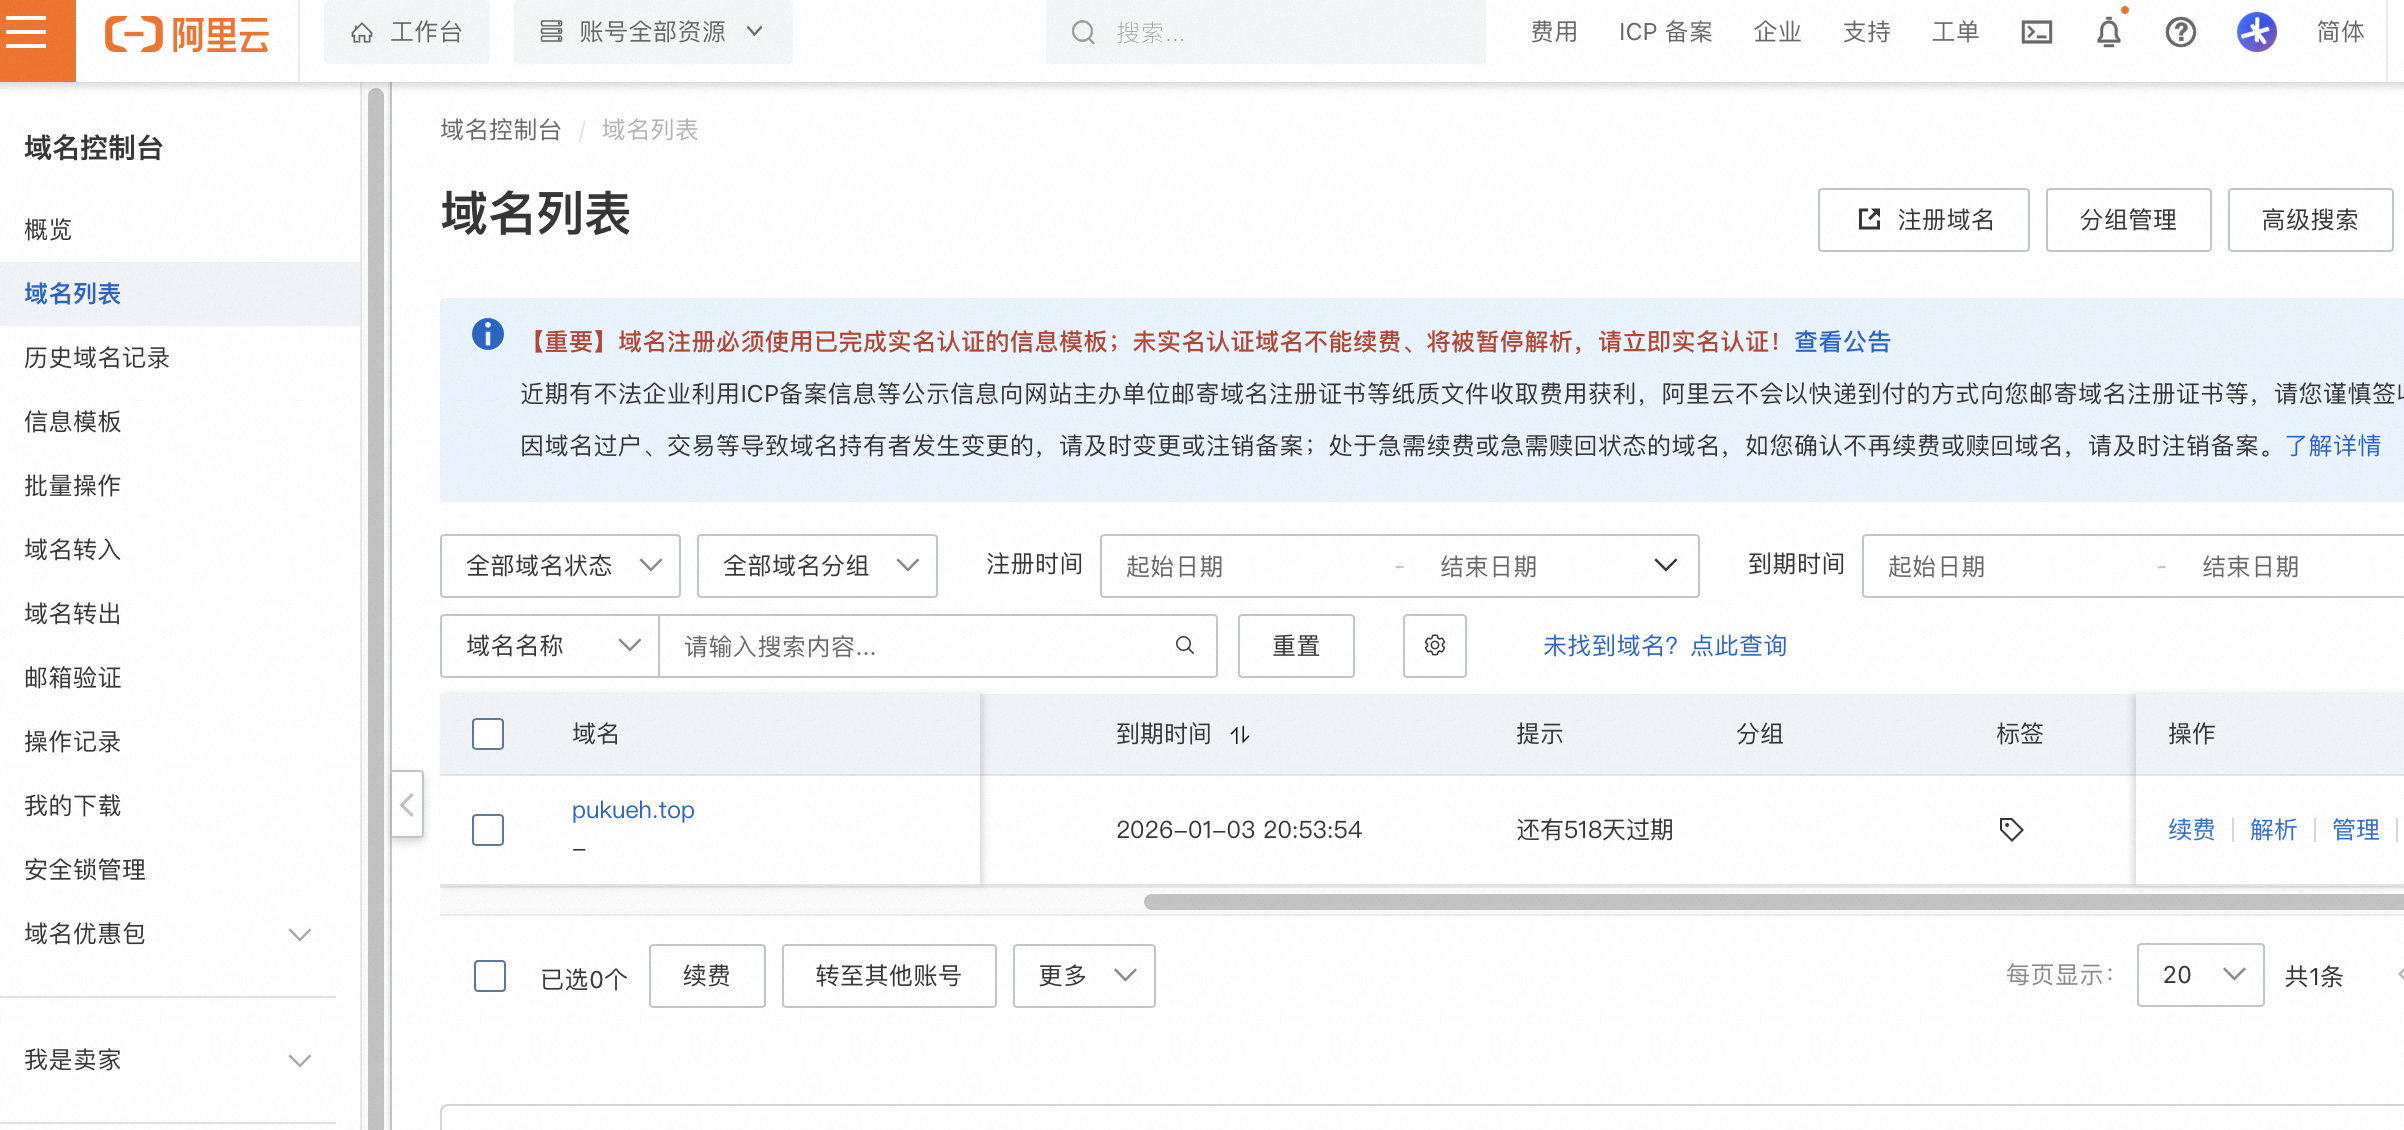 阿里云
工作台
账号全部资源
搜索...
费用
ICP 备案
企业
支持
工单
简体
域名控制台
概览
域名列表
历史域名记录
信息模板
批量操作
域名转入
域名转出
邮箱验证
操作记录
我的下载
安全锁管理
域名优惠包
我是卖家
域名控制台 / 域名列表
域名列表
注册域名
分组管理
高级搜索
【重要】域名注册必须使用已完成实名认证的信息模板；未实名认证域名不能续费、将被暂停解析，请立即实名认证！查看公告
近期有不法企业利用ICP备案信息等公示信息向网站主办单位邮寄域名注册证书等纸质文件收取费用获利，阿里云不会以快递到付的方式向您邮寄域名注册证书等，请您谨慎签
因域名过户、交易等导致域名持有者发生变更的，请及时变更或注销备案；处于急需续费或急需赎回状态的域名，如您确认不再续费或赎回域名，请及时注销备案。了解详情
全部域名状态
全部域名分组
注册时间
起始日期 - 结束日期
到期时间
起始日期 - 结束日期
域名名称
请输入搜索内容...
重置
未找到域名？点此查询
域名
到期时间
提示
分组
标签
操作
pukueh.top
-
2026-01-03 20:53:54
还有518天过期
续费 | 解析 | 管理 |
已选0个
续费
转至其他账号
更多
每页显示：
20
共1条